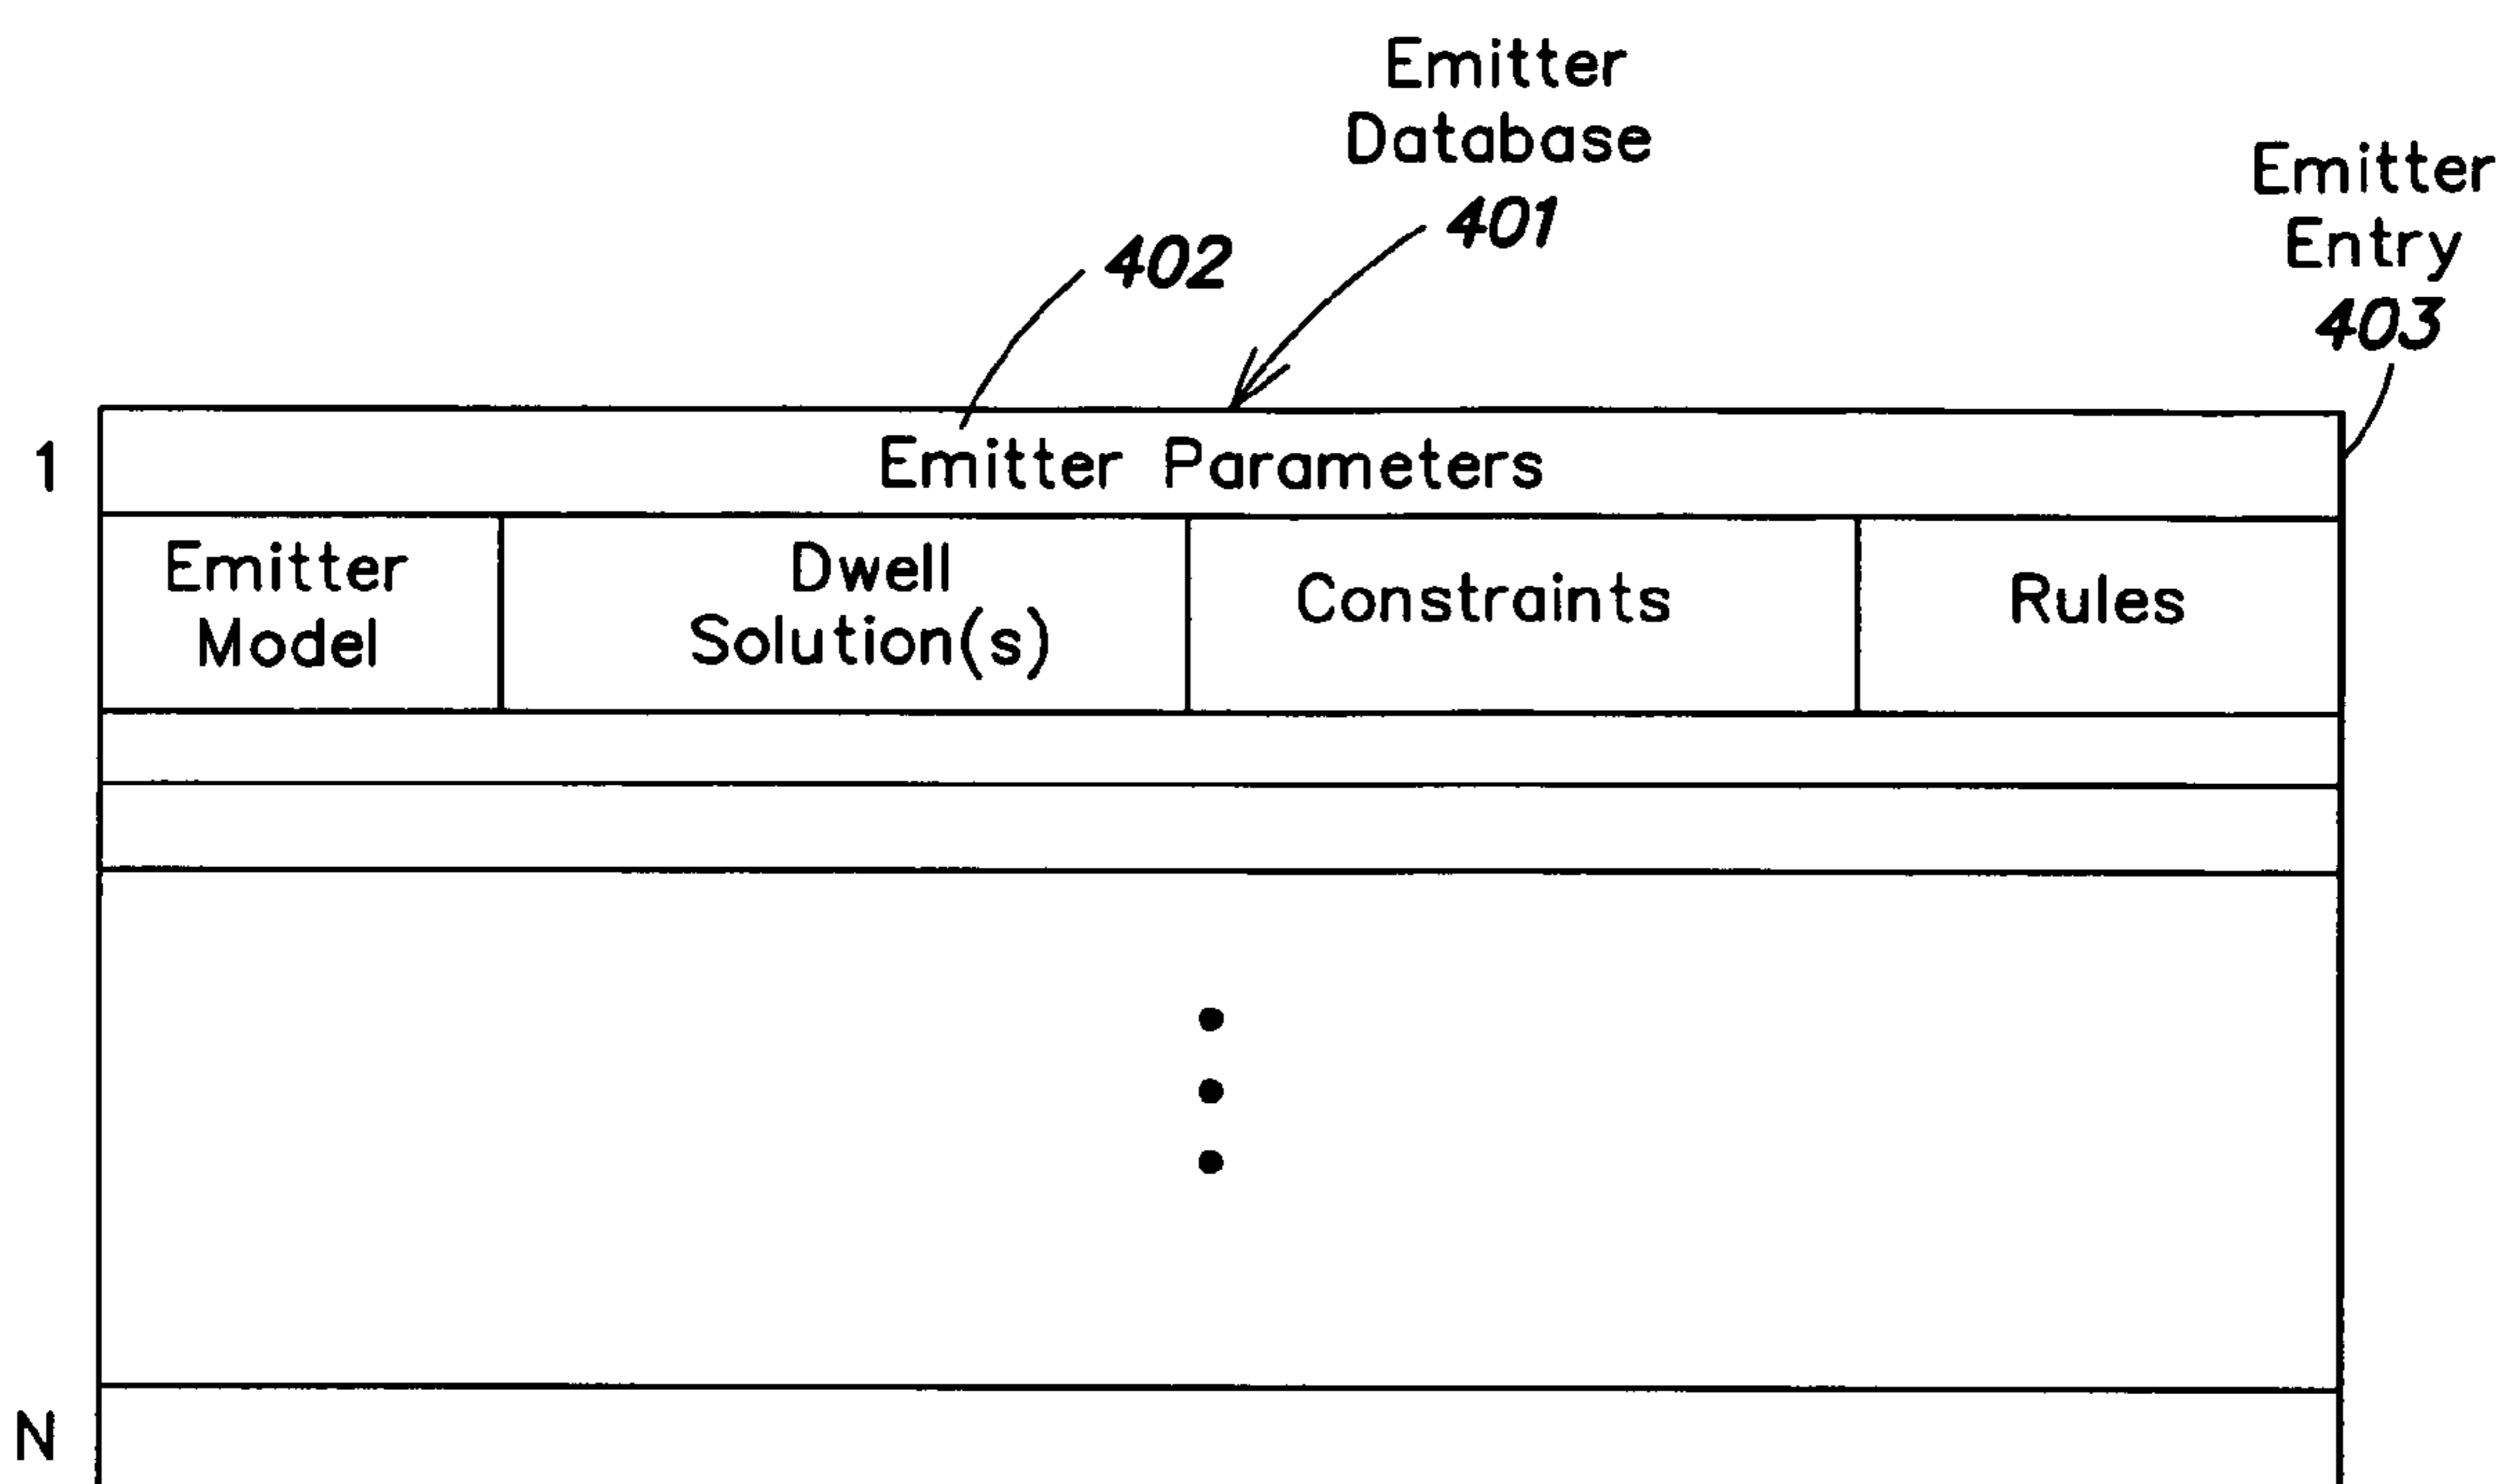 Emitter
Database
401
402
Emitter
Entry
403
1
Emitter Parameters
Emitter
Model
Dwell
Solution(s)
Constraints
Rules
N